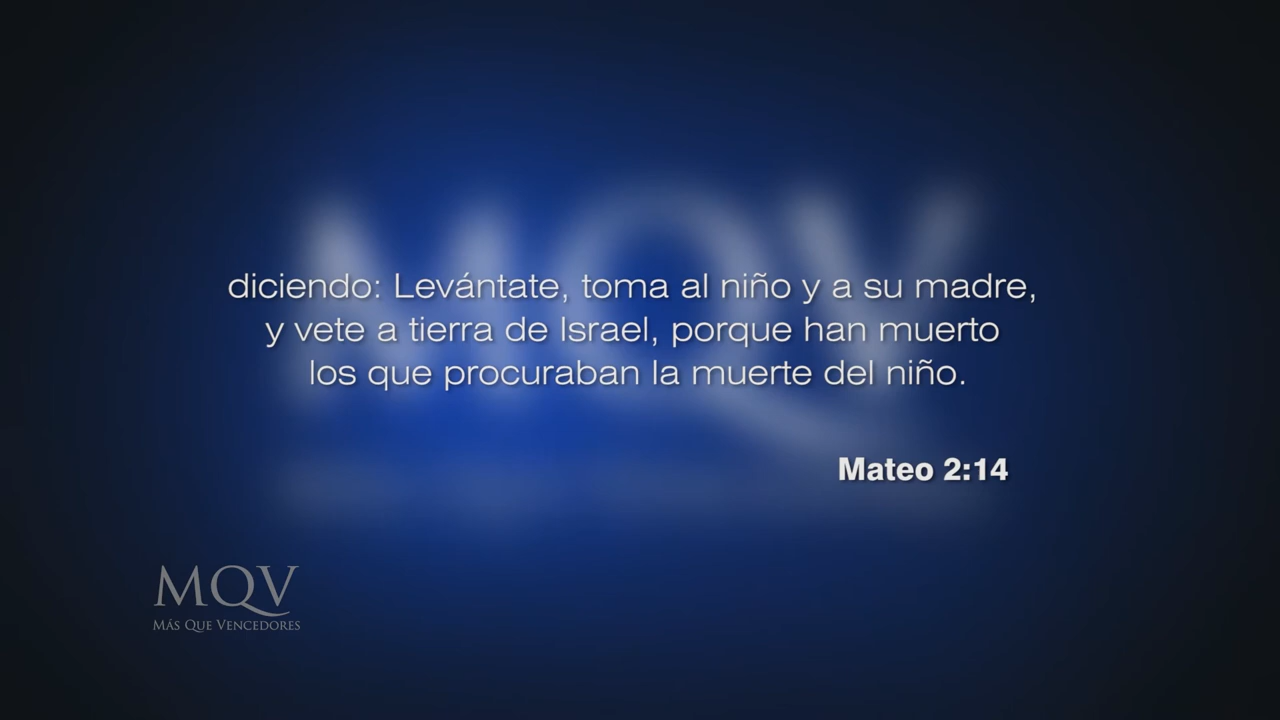 diciendo: Levántate, toma al niño y a su madre,
y vete a tierra de Israel, porque han muerto
los que procuraban la muerte del niño.
Mateo 2:14
MQV
MQV
MÁS QUE VENCEDORES